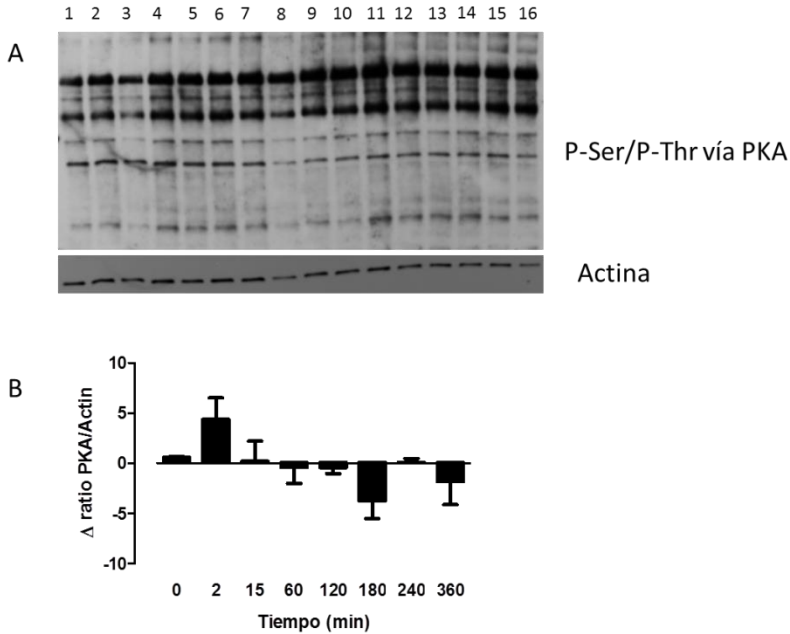 1 2 3 4 5 6 7 8 9 10 11 12 13 14 15 16
A
P-Ser/P-Thr vía PKA
Actina
B
Δ ratio PKA/Actin
10
5
0
-5
-10
0 2 15 60 120 180 240 360
Tiempo (min)